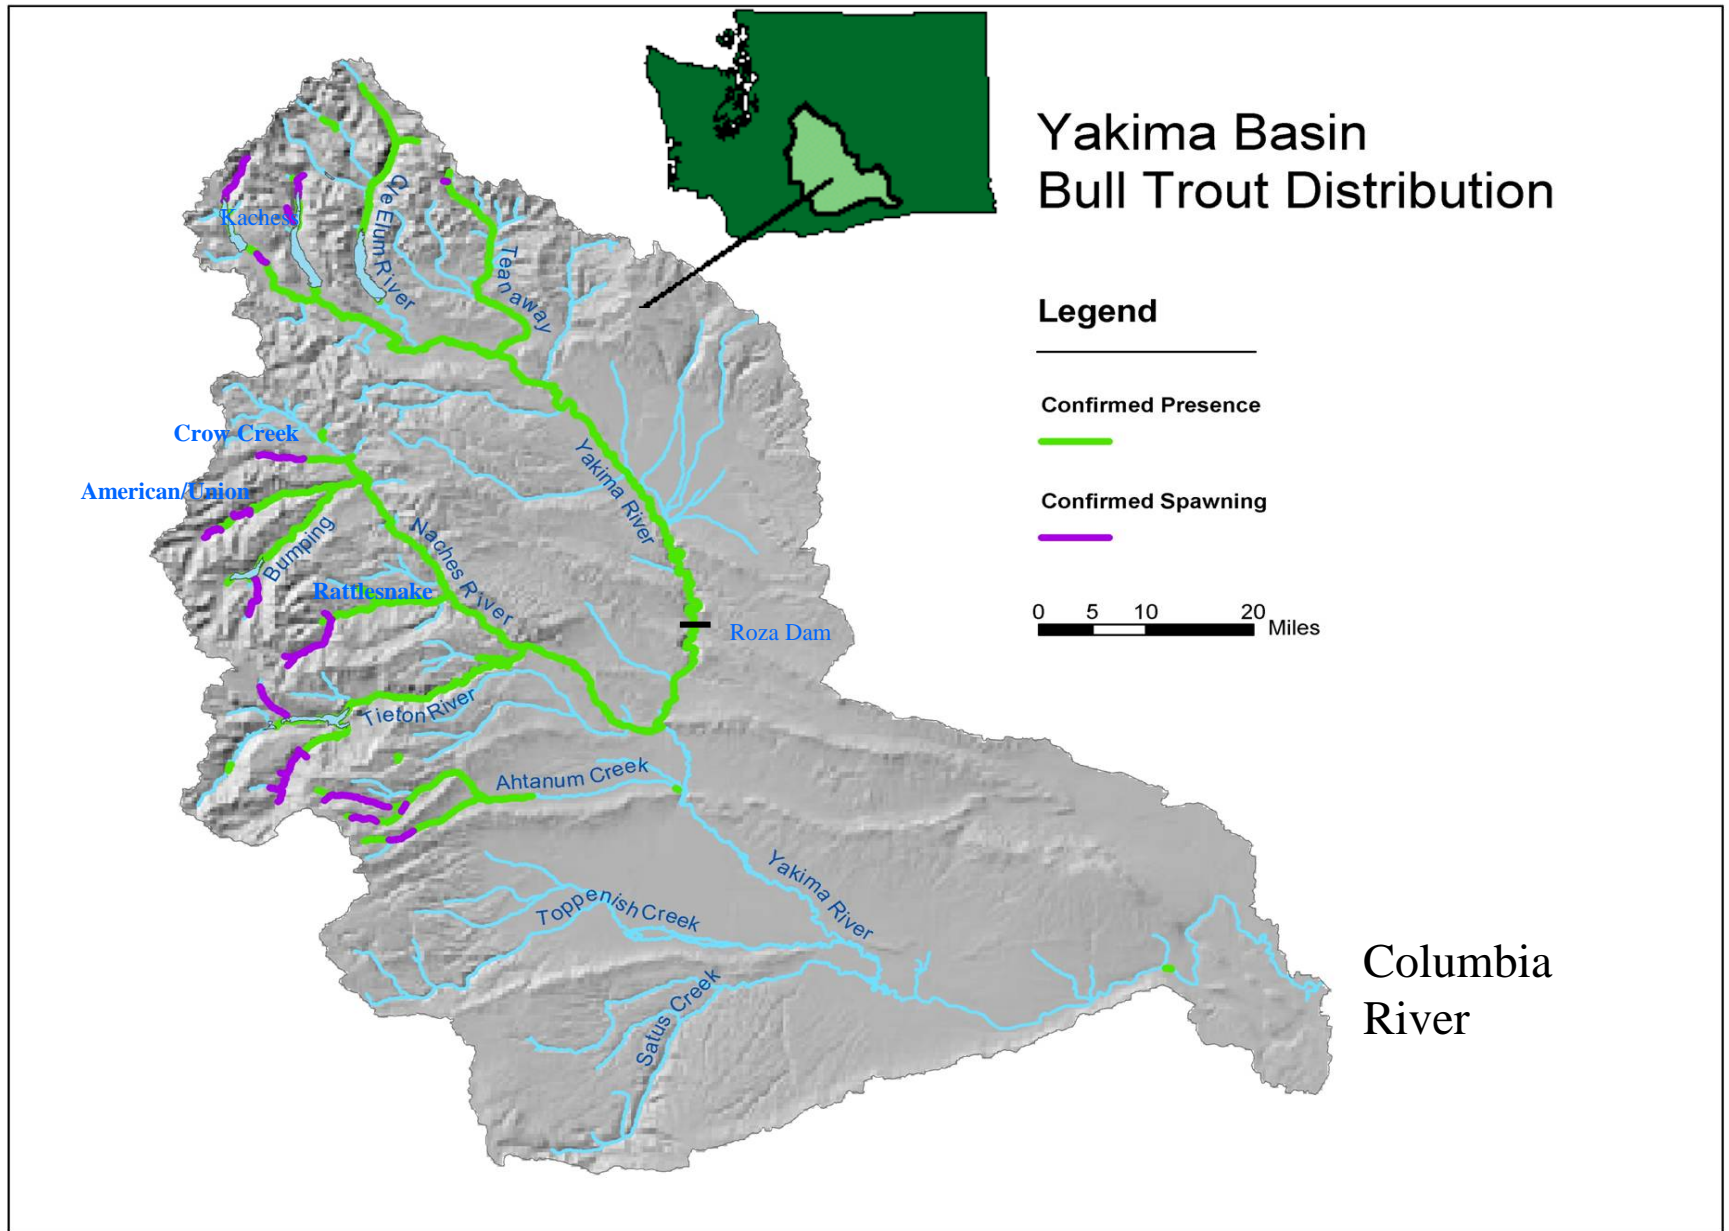 Yakima Basin
Bull Trout Distribution
Legend
Confirmed Presence
Confirmed Spawning
0 5 10 20 Miles
Kachess
Cle Elum River
Teanaway
Crow Creek
American/Union
Bumping
Naches River
Yakima River
Rattlesnake
Roza Dam
Tieton River
Ahtanum Creek
Yakima River
Toppenish Creek
Satus Creek
Columbia
River